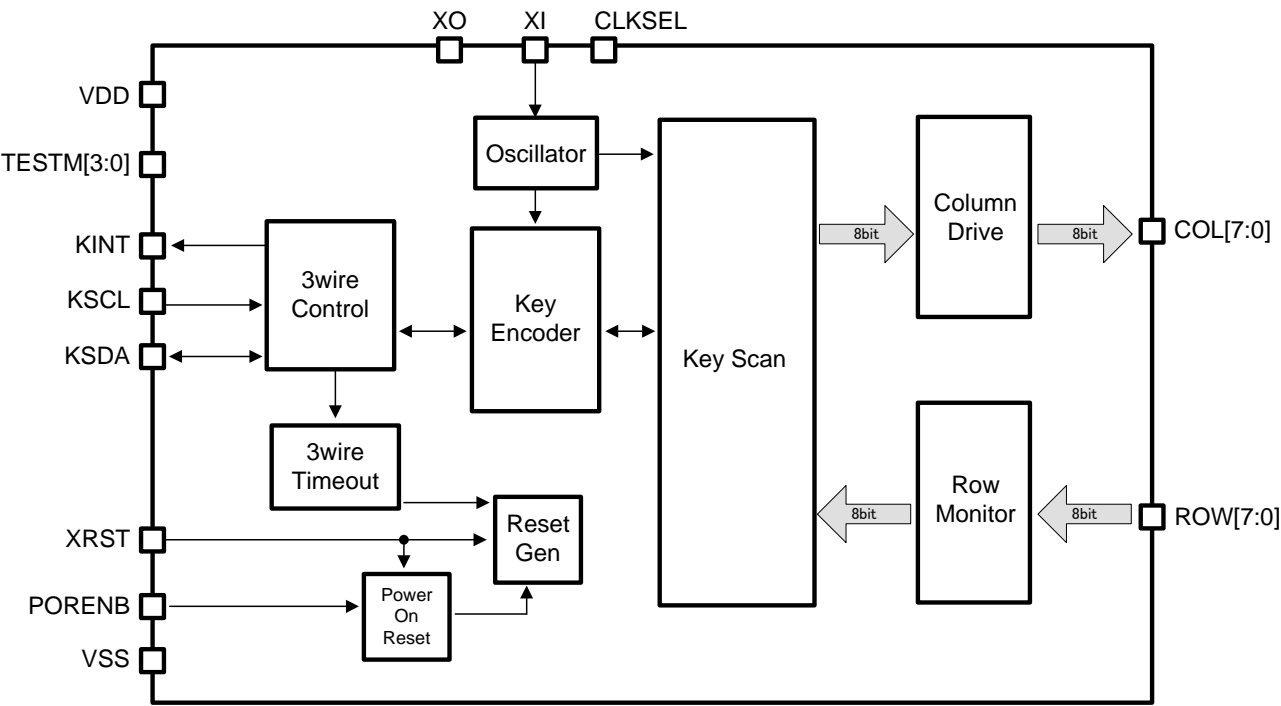 XO XI CLKSEL
VDD
TESTM[3:0]
KINT
KSCL
KSDA
XRST
PORENB
VSS
Oscillator
3wire
Control
Key
Encoder
3wire
Timeout
Reset
Gen
Power
On
Reset
Key Scan
8bit
Column
Drive
8bit
COL[7:0]
8bit
Row
Monitor
8bit
ROW[7:0]